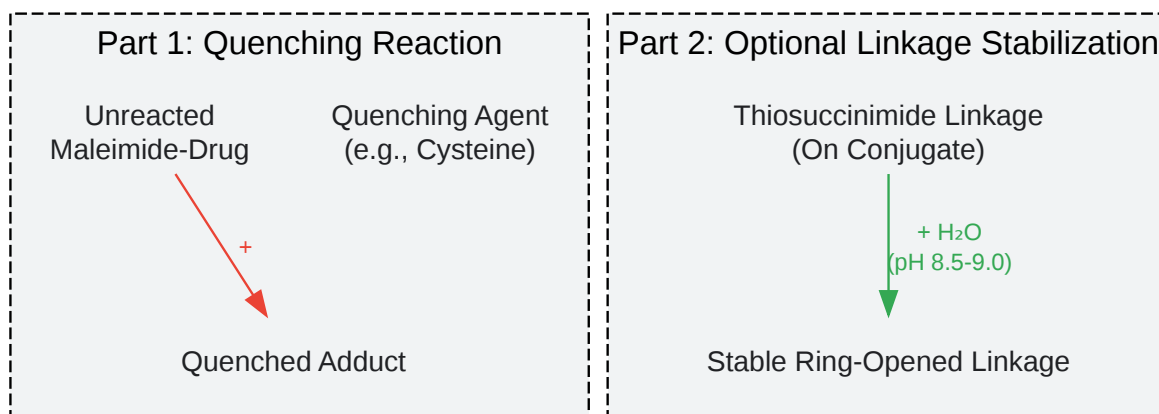 Part 1: Quenching Reaction
Unreacted
Maleimide-Drug
Quenching Agent
(e.g., Cysteine)
+
Quenched Adduct
Part 2: Optional Linkage Stabilization
Thiosuccinimide Linkage
(On Conjugate)
+ H₂O
(pH 8.5-9.0)
Stable Ring-Opened Linkage